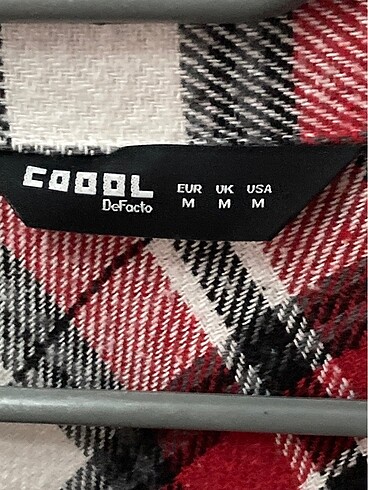 COOOL
DeFacto
EUR UK USA
M M M